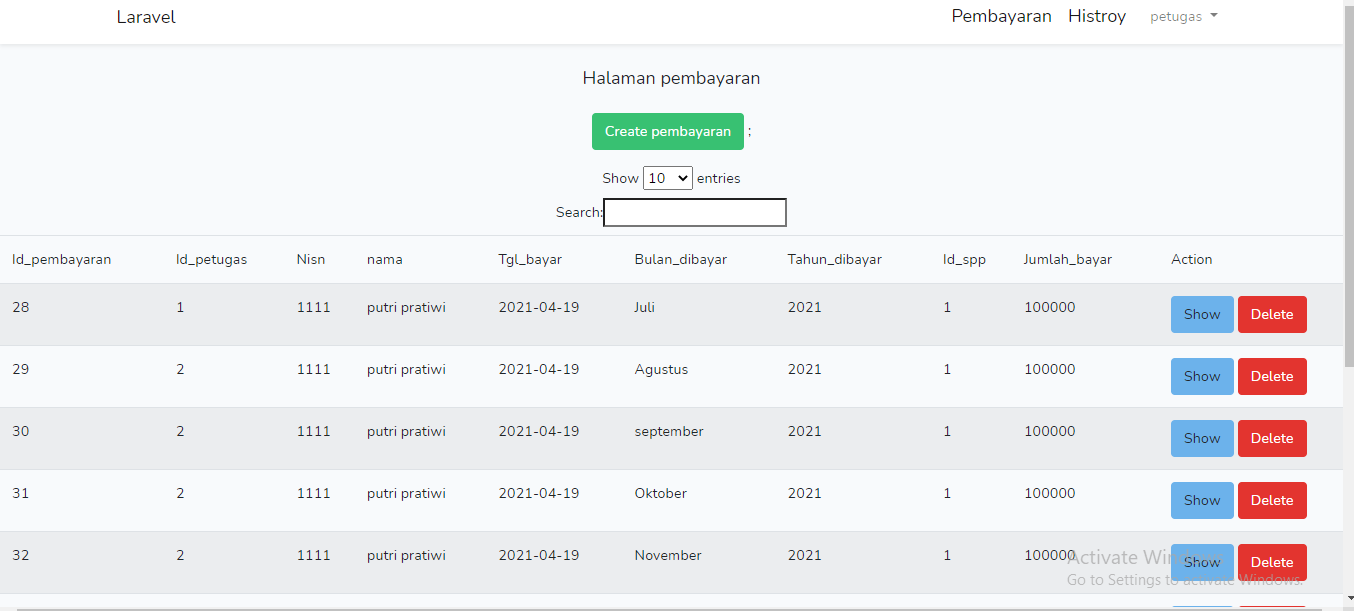 Laravel Pembayaran Histroy petugas
Halaman pembayaran
Create pembayaran ;
Show 10 entries
Search:
Id_pembayaran Id_petugas Nisn nama Tgl_bayar Bulan_dibayar Tahun_dibayar Id_spp Jumlah_bayar Action
28 1 1111 putri pratiwi 2021-04-19 Juli 2021 1 100000 Show Delete
29 2 1111 putri pratiwi 2021-04-19 Agustus 2021 1 100000 Show Delete
30 2 1111 putri pratiwi 2021-04-19 september 2021 1 100000 Show Delete
31 2 1111 putri pratiwi 2021-04-19 Oktober 2021 1 100000 Show Delete
32 2 1111 putri pratiwi 2021-04-19 November 2021 1 100000 Show Delete
Activate Windows
Go to Settings to activate Windows.